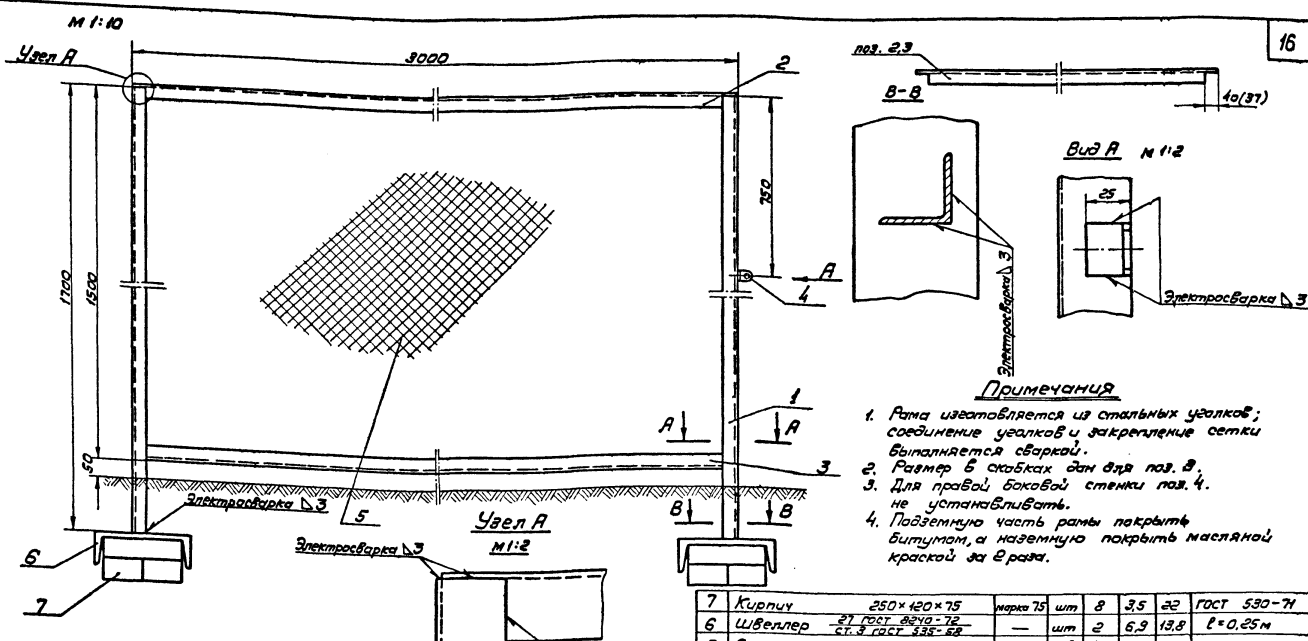 М 1:10
16
Узел А
3000
2
поз. 2,3
40(37)
В-В
Вид А М 1:2
25
750
1700
1500
А
4
Электросварка 3
Электросварка 3
Примечания
1. Рама изготовляется из стальных уголков;
соединение уголков и закрепление сетки
выполняется сваркой.
2. Размер в скобках дан для поз. 3.
3. Для правой боковой стенки поз. 4.
не устанавливать.
4. Подземную часть рамы покрыть
битумом, а наземную покрыть масляной
краской за 2 раза.
1
А А
3
50
Электросварка 3
5
В В
Узел А
М 1:2
Электросварка 3
6
7
7 Кирпич 250×120×75 марка 75 шт 8 3,5 ГОСТ 530-71
6 Швеллер 27 ГОСТ 8240-72 — шт 2 6,9 13,8 ℓ=0,25м
Ст. 3 ГОСТ 535-58